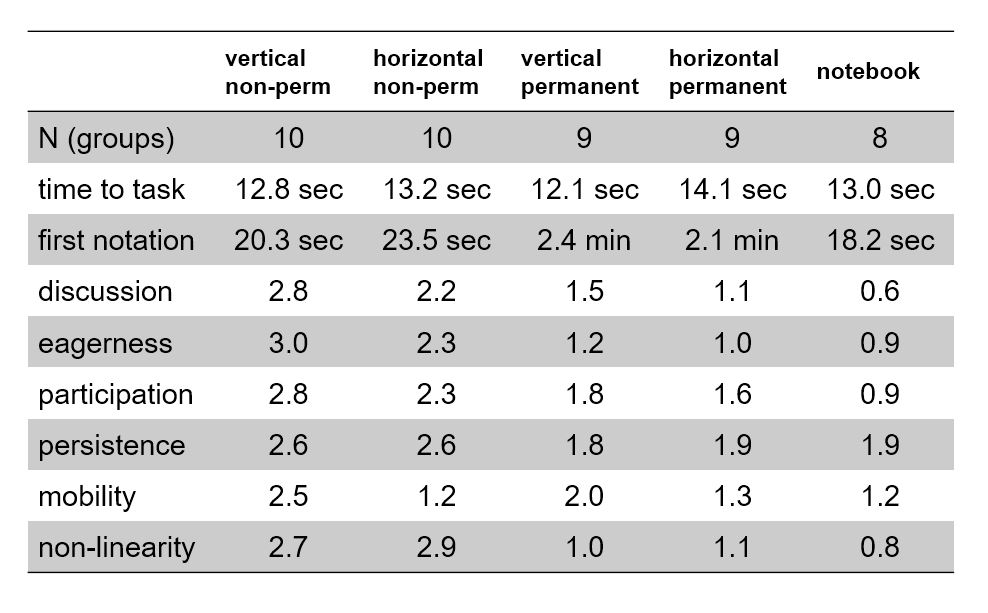 vertical non-perm horizontal non-perm vertical permanent horizontal permanent notebook
N (groups) 10 10 9 9 8
time to task 12.8 sec 13.2 sec 12.1 sec 14.1 sec 13.0 sec
first notation 20.3 sec 23.5 sec 2.4 min 2.1 min 18.2 sec
discussion 2.8 2.2 1.5 1.1 0.6
eagerness 3.0 2.3 1.2 1.0 0.9
participation 2.8 2.3 1.8 1.6 0.9
persistence 2.6 2.6 1.8 1.9 1.9
mobility 2.5 1.2 2.0 1.3 1.2
non-linearity 2.7 2.9 1.0 1.1 0.8